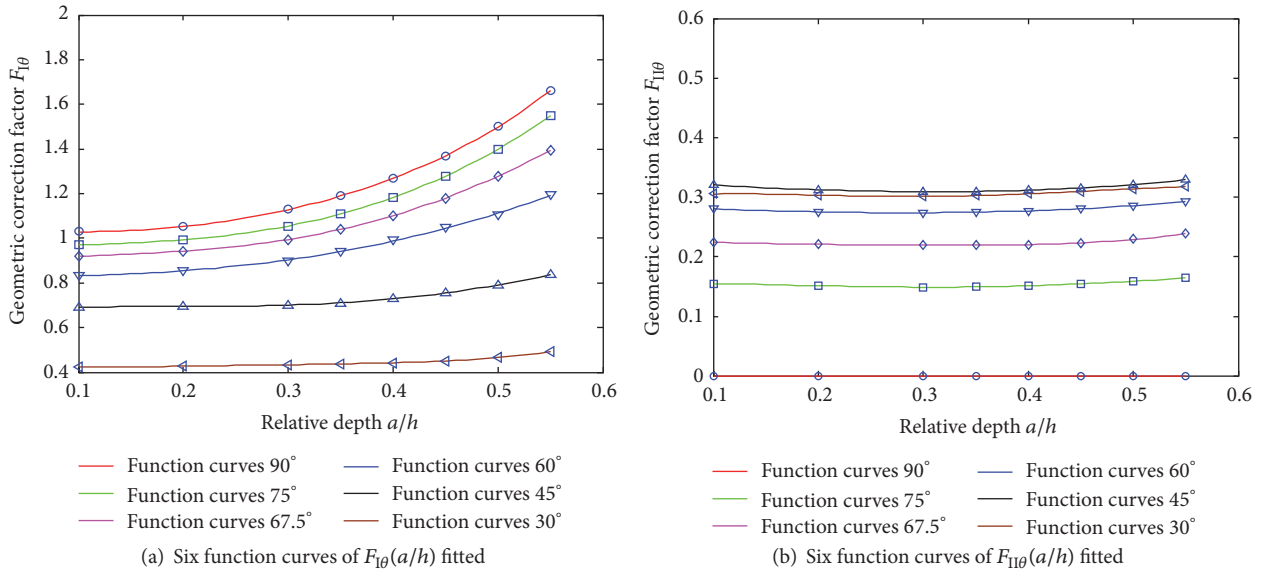 2
1.8
1.6
1.4
1.2
1
0.8
0.6
0.4
0.1
0.2
0.3
0.4
0.5
0.6
Geometric correction factor F_Iθ
Relative depth a/h
Function curves 90°
Function curves 75°
Function curves 67.5°
Function curves 60°
Function curves 45°
Function curves 30°
(a) Six function curves of F_Iθ(a/h) fitted
0.6
0.5
0.4
0.3
0.2
0.1
0
0.1
0.2
0.3
0.4
0.5
0.6
Geometric correction factor F_IIθ
Relative depth a/h
Function curves 90°
Function curves 75°
Function curves 67.5°
Function curves 60°
Function curves 45°
Function curves 30°
(b) Six function curves of F_IIθ(a/h) fitted